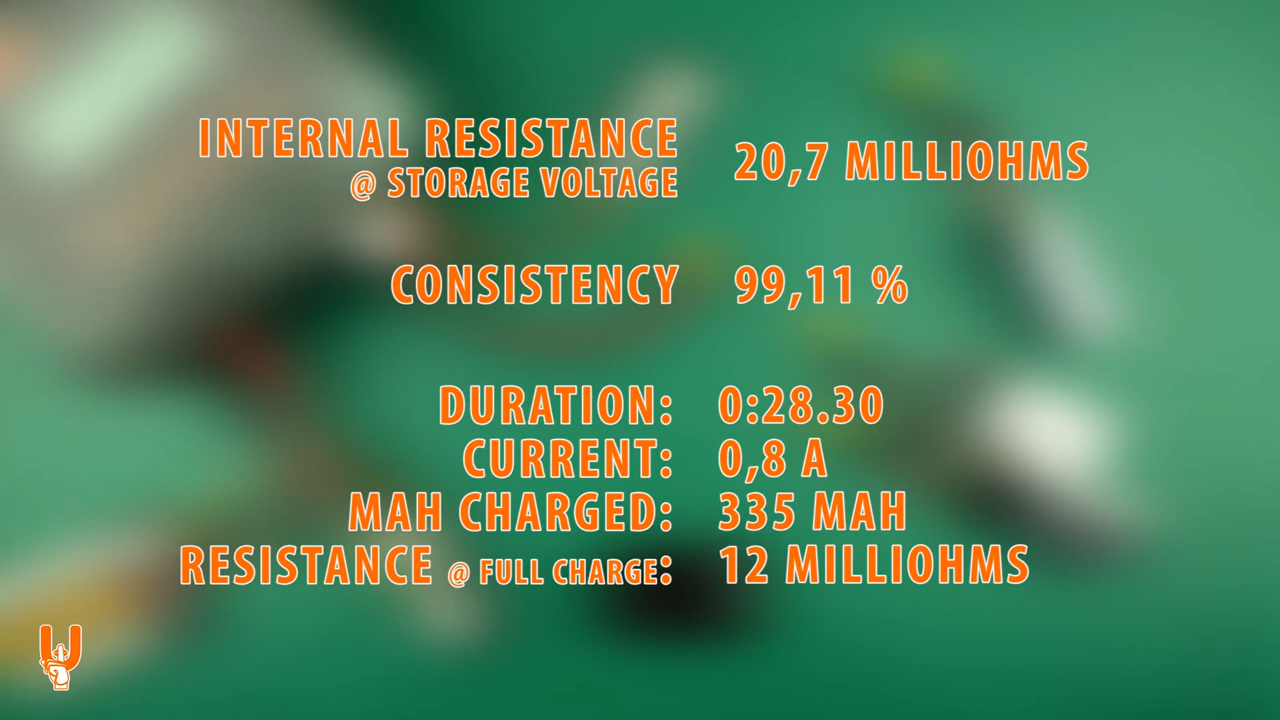 INTERNAL RESISTANCE
@ STORAGE VOLTAGE
20,7 MILLIOHMS
CONSISTENCY 99,11 %
DURATION: 0:28.30
CURRENT: 0,8 A
MAH CHARGED: 335 MAH
RESISTANCE @ FULL CHARGE: 12 MILLIOHMS